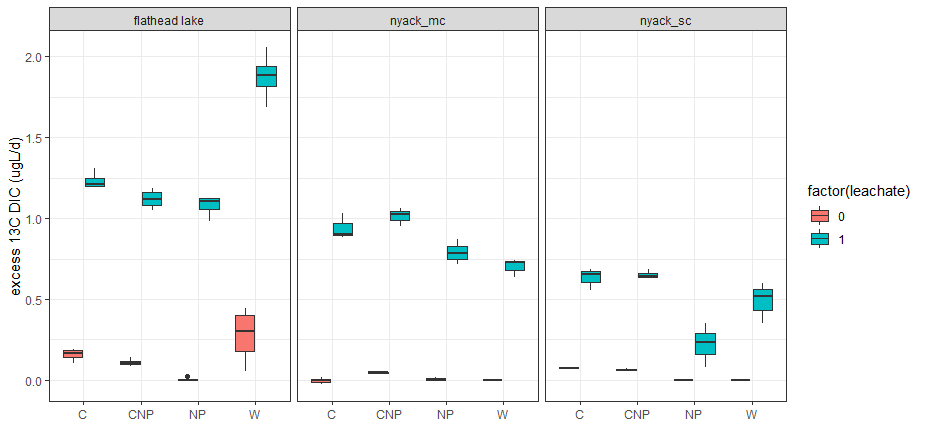 flathead lake
nyack_mc
nyack_sc
excess 13C DIC (ugL/d)
2.0
1.5
1.0
0.5
0.0
C CNP NP W
C CNP NP W
C CNP NP W
factor(leachate)
0
1